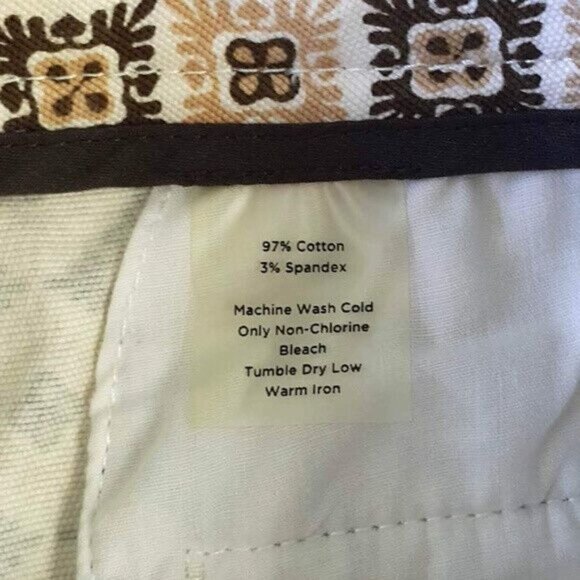 97% Cotton
3% Spandex
Machine Wash Cold
Only Non-Chlorine
Bleach
Tumble Dry Low
Warm Iron